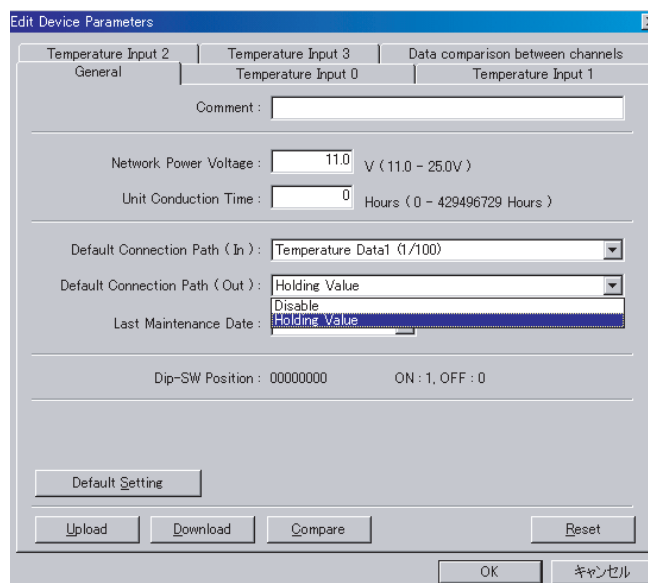 Edit Device Parameters
Temperature Input 2 Temperature Input 3 Data comparison between channels
General Temperature Input 0 Temperature Input 1
Comment :
Network Power Voltage : 11.0 V ( 11.0 - 25.0V )
Unit Conduction Time : 0 Hours ( 0 - 429496729 Hours )
Default Connection Path ( In ) : Temperature Data1 (1/100)
Default Connection Path ( Out ) : Holding Value
Disable
Last Maintenance Date : Holding Value
Dip-SW Position : 00000000 ON : 1, OFF : 0
Default Setting
Upload Download Compare Reset
OK キャンセル